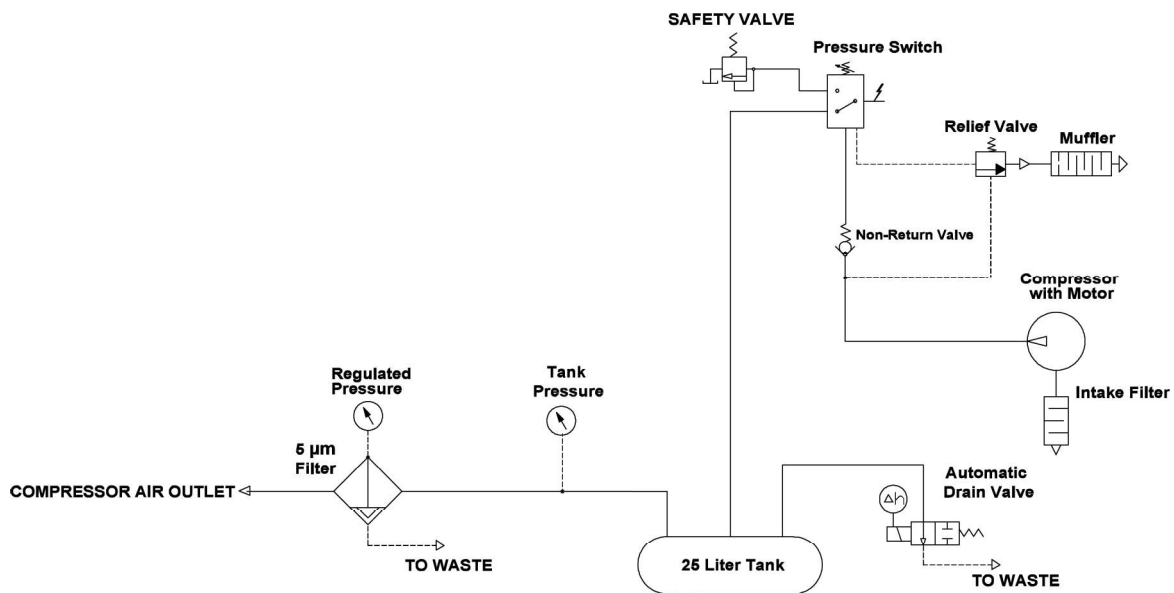 SAFETY VALVE
Pressure Switch
Relief Valve
Muffler
Non-Return Valve
Compressor
with Motor
Intake Filter
Regulated
Pressure
Tank
Pressure
5 µm
Filter
COMPRESSOR AIR OUTLET
TO WASTE
25 Liter Tank
Automatic
Drain Valve
Δh
TO WASTE